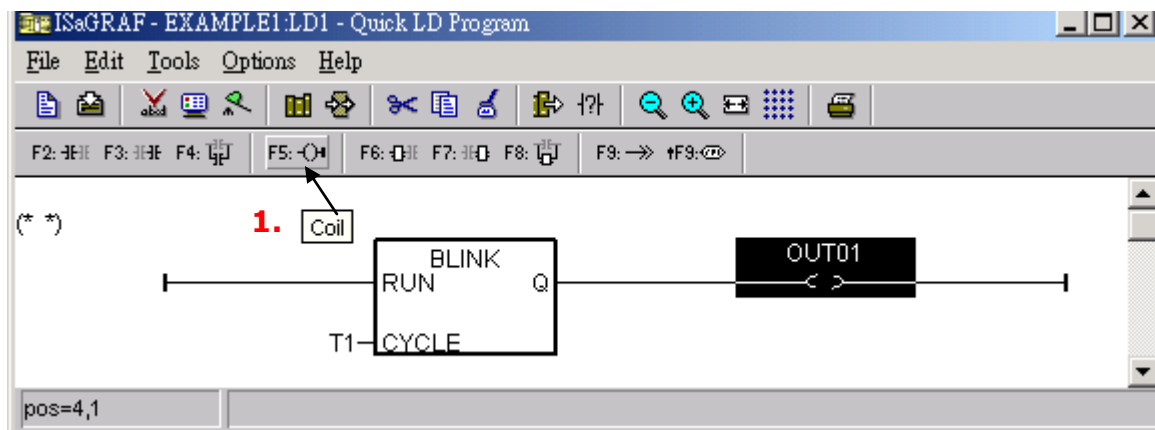 ISaGRAF - EXAMPLE1:LD1 - Quick LD Program
File Edit Tools Options Help
F2: F3: F4: F5: F6: F7: F8: F9: F9:
(* *)
1. Coil
BLINK
OUT01
RUN Q
T1 CYCLE
pos=4,1